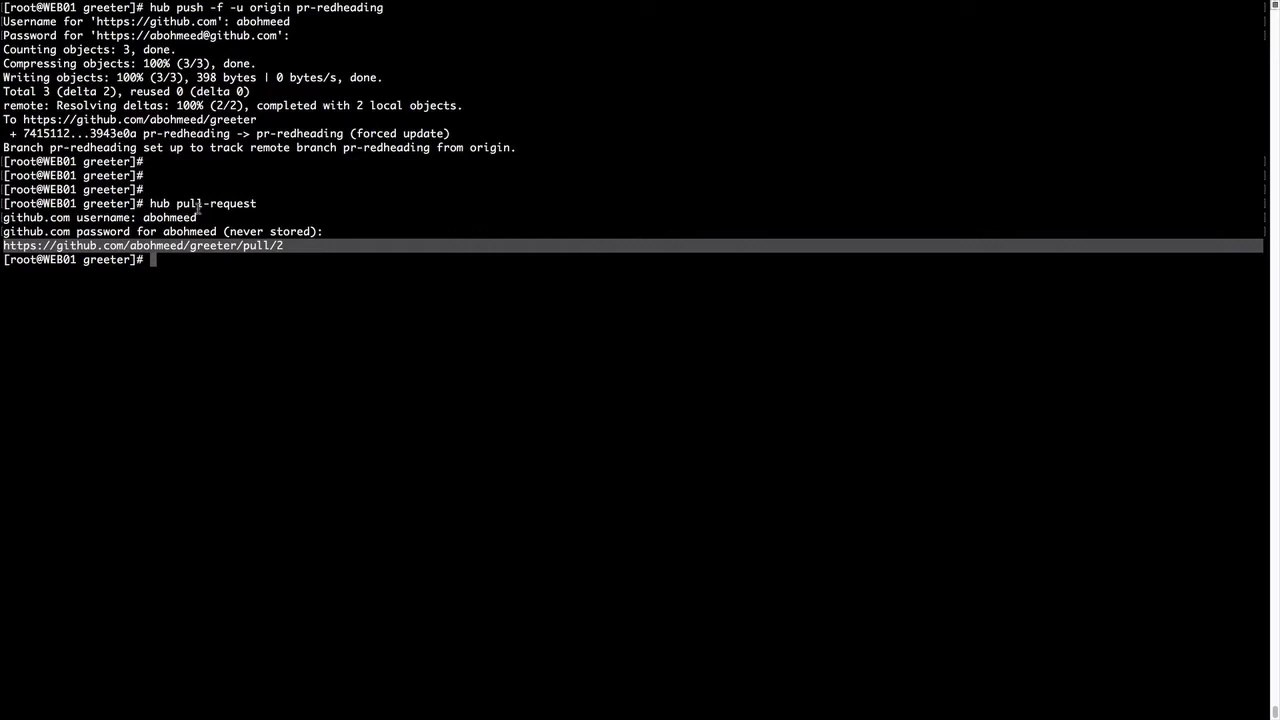 [root@WEB01 greeter]# hub push -f -u origin pr-redheading
Username for 'https://github.com': abohmeed
Password for 'https://abohmeed@github.com':
Counting objects: 3, done.
Compressing objects: 100% (3/3), done.
Writing objects: 100% (3/3), 398 bytes | 0 bytes/s, done.
Total 3 (delta 2), reused 0 (delta 0)
remote: Resolving deltas: 100% (2/2), completed with 2 local objects.
To https://github.com/abohmeed/greeter
 + 7415112...3943e0a pr-redheading -> pr-redheading (forced update)
Branch pr-redheading set up to track remote branch pr-redheading from origin.
[root@WEB01 greeter]#
[root@WEB01 greeter]#
[root@WEB01 greeter]#
[root@WEB01 greeter]# hub pull-request
github.com username: abohmeed
github.com password for abohmeed (never stored):
https://github.com/abohmeed/greeter/pull/2
[root@WEB01 greeter]#